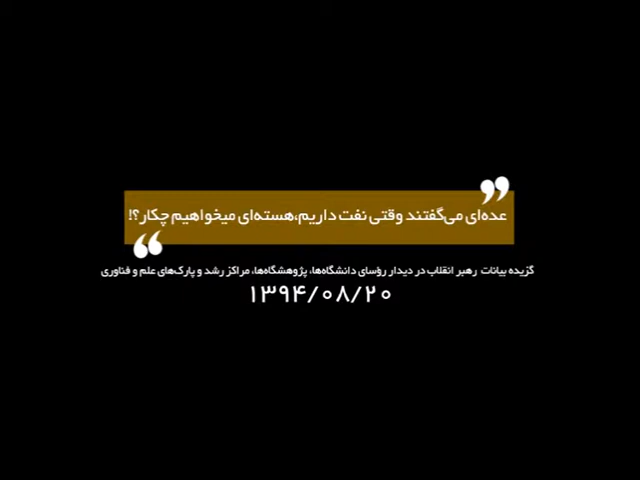 عده‌ای می‌گفتند وقتی نفت داریم،هسته‌ای میخواهیم چکار؟!
گزیده بیانات رهبر انقلاب در دیدار رؤسای دانشگاه‌ها، پژوهشگاه‌ها، مراکز رشد و پارک‌های علم و فناوری
۱۳۹۴/۰۸/۲۰